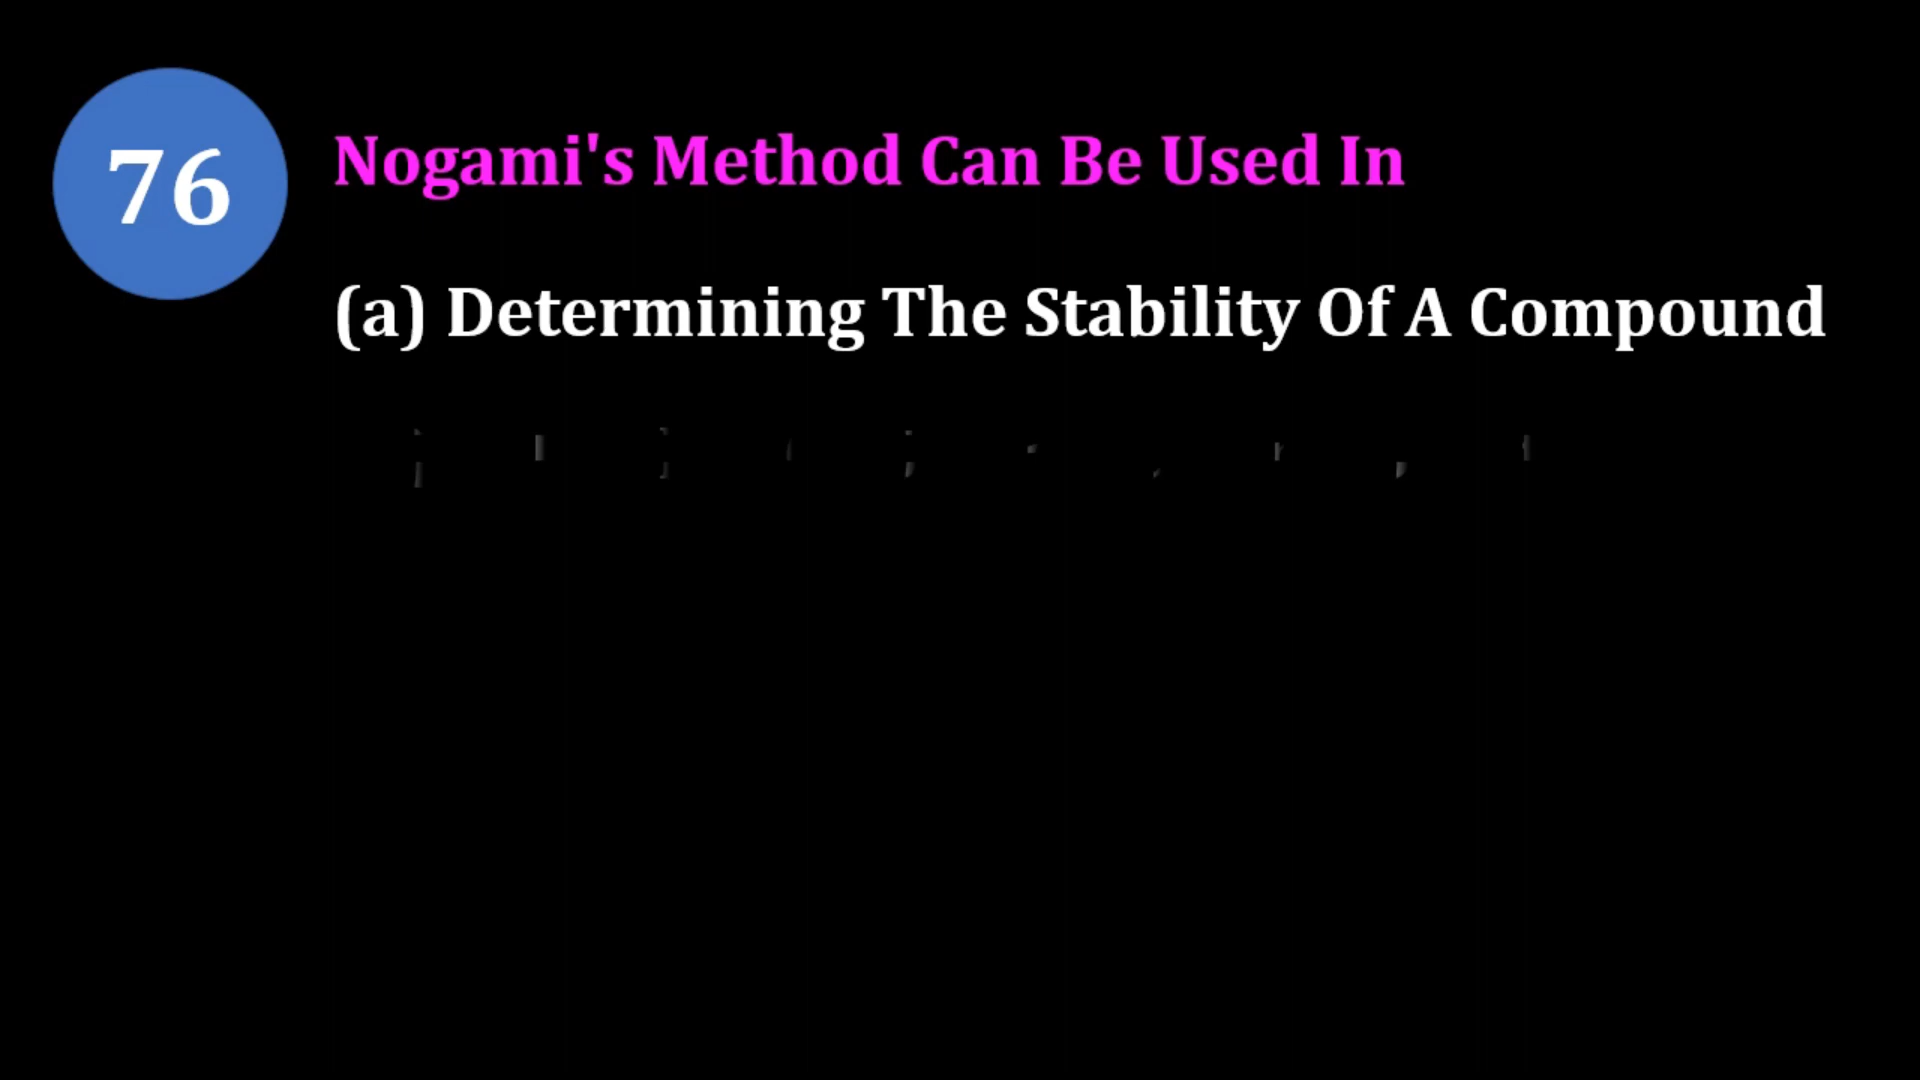 76
Nogami's Method Can Be Used In
(a) Determining The Stability Of A Compound